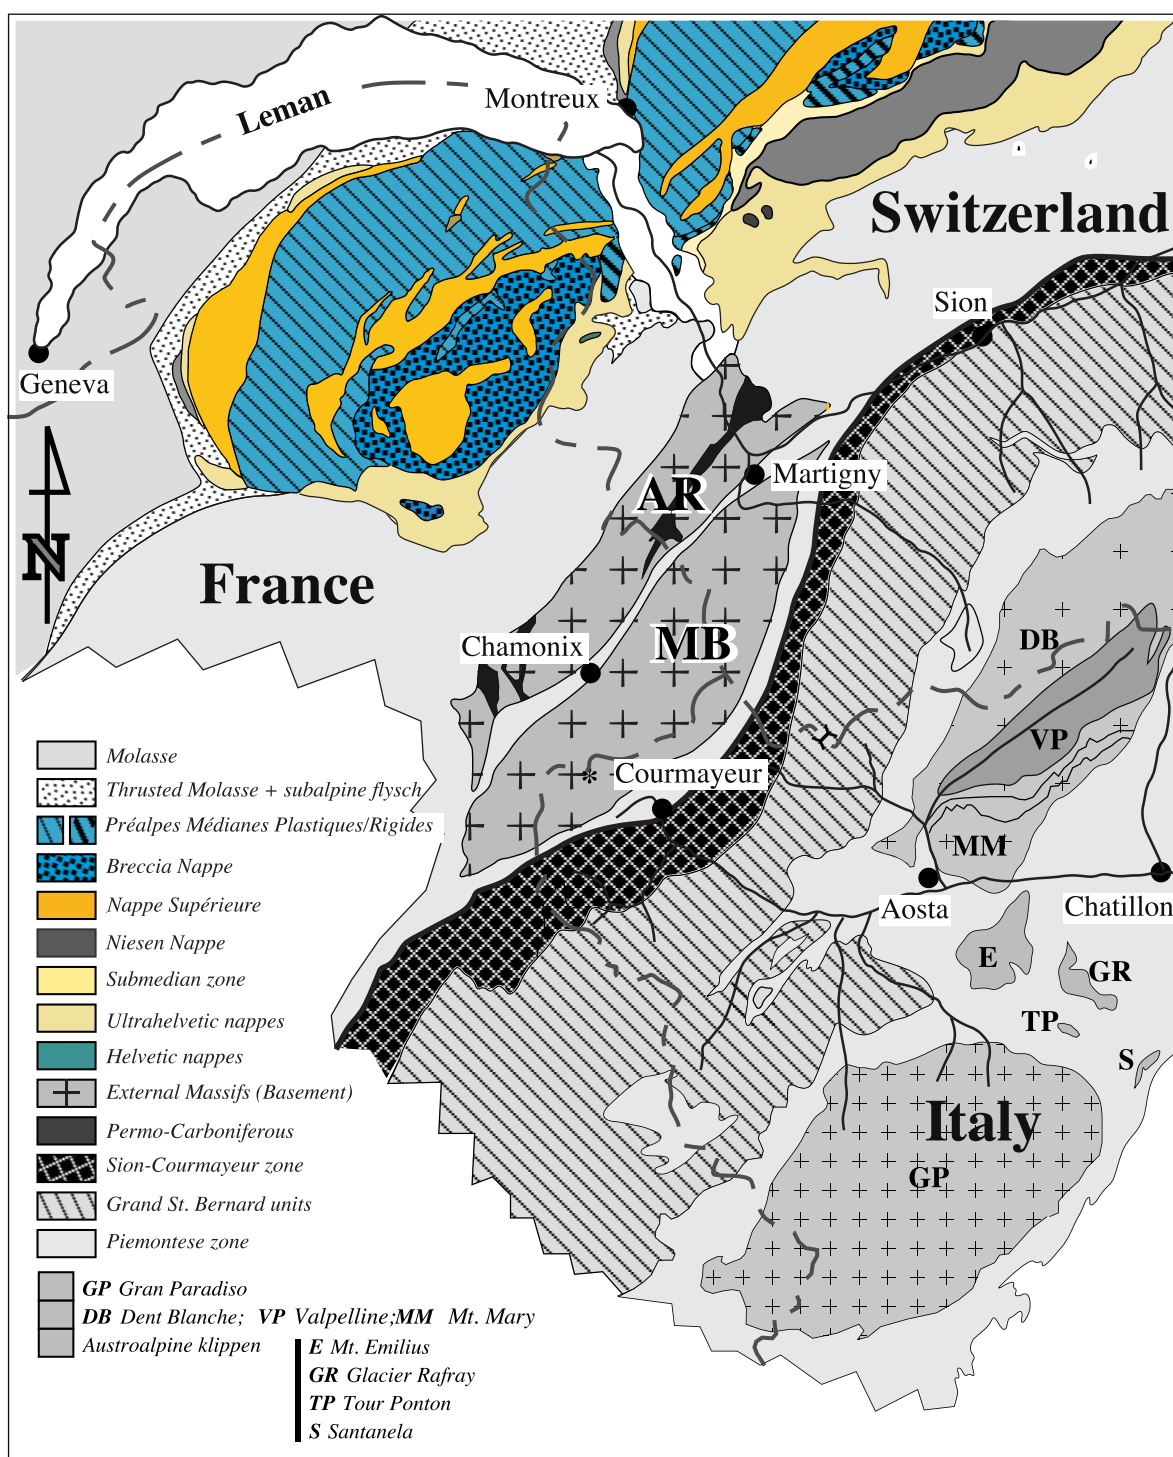 Leman
Montreux
Switzerland
Sion
Geneva
Martigny
AR
N
France
Chamonix
MB
DB
VP
Courmayeur
*
MM
Aosta
Chatillon
E
GR
TP
S
Italy
GP
Molasse
Thrusted Molasse + subalpine flysch
Préalpes Médianes Plastiques/Rigides
Breccia Nappe
Nappe Supérieure
Niesen Nappe
Submedian zone
Ultrahelvetic nappes
Helvetic nappes
External Massifs (Basement)
Permo-Carboniferous
Sion-Courmayeur zone
Grand St. Bernard units
Piemontese zone
GP Gran Paradiso
DB Dent Blanche; VP Valpelline;MM Mt. Mary
Austroalpine klippen
E Mt. Emilius
GR Glacier Rafray
TP Tour Ponton
S Santanela